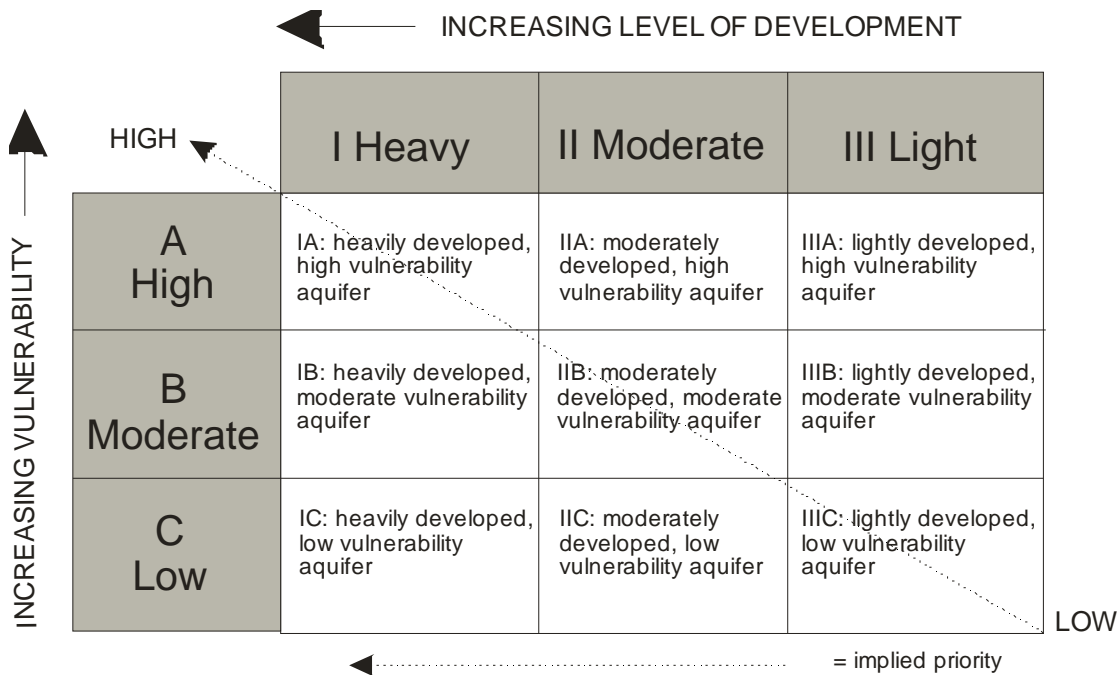 INCREASING LEVEL OF DEVELOPMENT
HIGH
I Heavy
II Moderate
III Light
INCREASING VULNERABILITY
A
High
IA: heavily developed,
high vulnerability
aquifer
IIA: moderately
developed, high
vulnerability aquifer
IIIA: lightly developed,
high vulnerability
aquifer
B
Moderate
IB: heavily developed,
moderate vulnerability
aquifer
IIB: moderately
developed, moderate
vulnerability aquifer
IIIB: lightly developed,
moderate vulnerability
aquifer
C
Low
IC: heavily developed,
low vulnerability
aquifer
IIC: moderately
developed, low
vulnerability aquifer
IIIC: lightly developed,
low vulnerability
aquifer
LOW
= implied priority